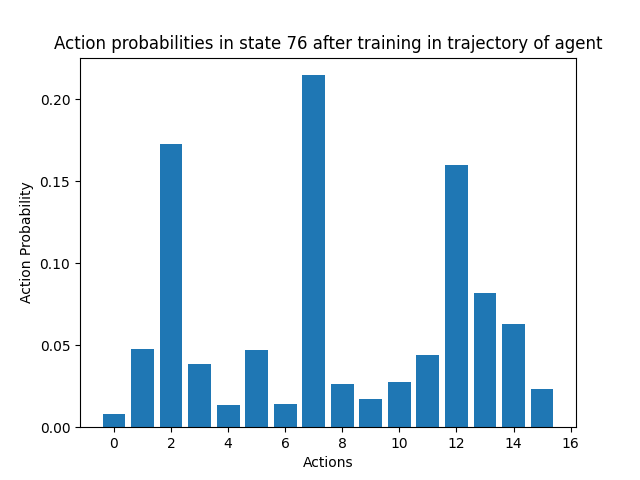 Action probabilities in state 76 after training in trajectory of agent
0.20
0.15
0.10
0.05
0.00
Action Probability
0 2 4 6 8 10 12 14 16
Actions